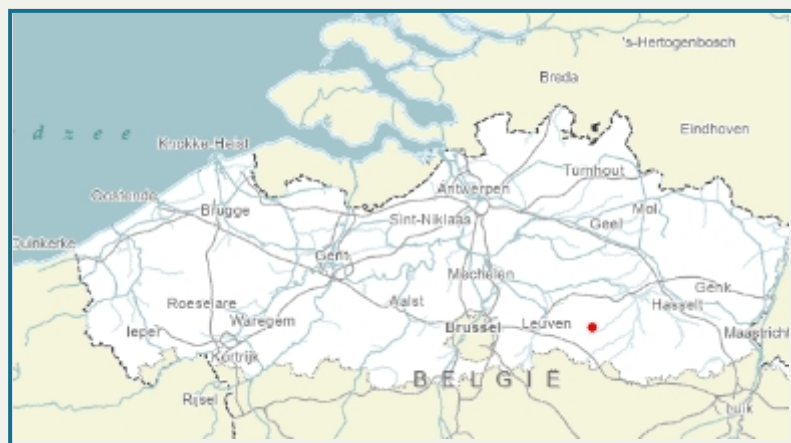 's-Hertogenbosch
Breda
dzee
Eindhoven
Knokke-Heist
Turnhout
Oostende
Antwerpen
Mol
Brugge
Sint-Niklaas
Geel
Duinkerke
Gent
Mechelen
Genk
Roeselare
Aalst
Hasselt
Ieper
Waregem
Brussel
Leuven
Maastricht
Kortrijk
BELGIË
Rijsel
Luik